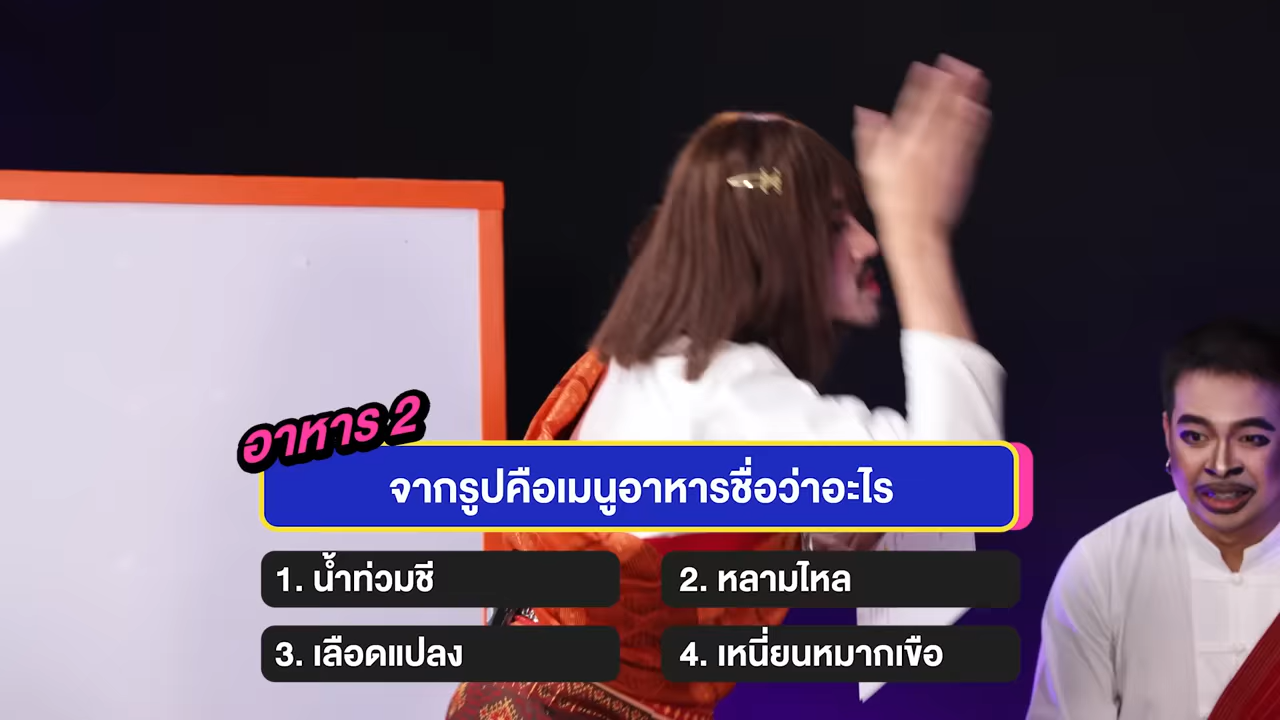 อาหาร 2
จากรูปคือเมนูอาหารชื่อว่าอะไร
1. น้ำท่วมชี
2. หลามไหล
3. เลือดแปลง
4. เหนี่ยนหมากเขือ